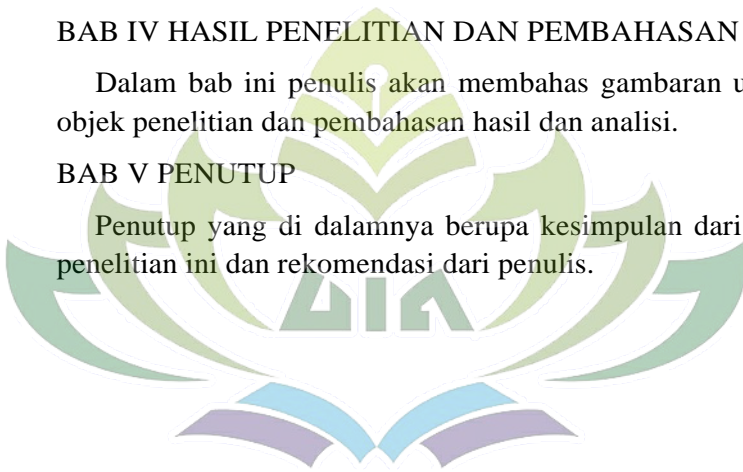 BAB IV HASIL PENELITIAN DAN PEMBAHASAN
Dalam bab ini penulis akan membahas gambaran
objek penelitian dan pembahasan hasil dan analisi.
BAB V PENUTUP
Penutup yang di dalamnya berupa kesimpulan dari
penelitian ini dan rekomendasi dari penulis.
UIN